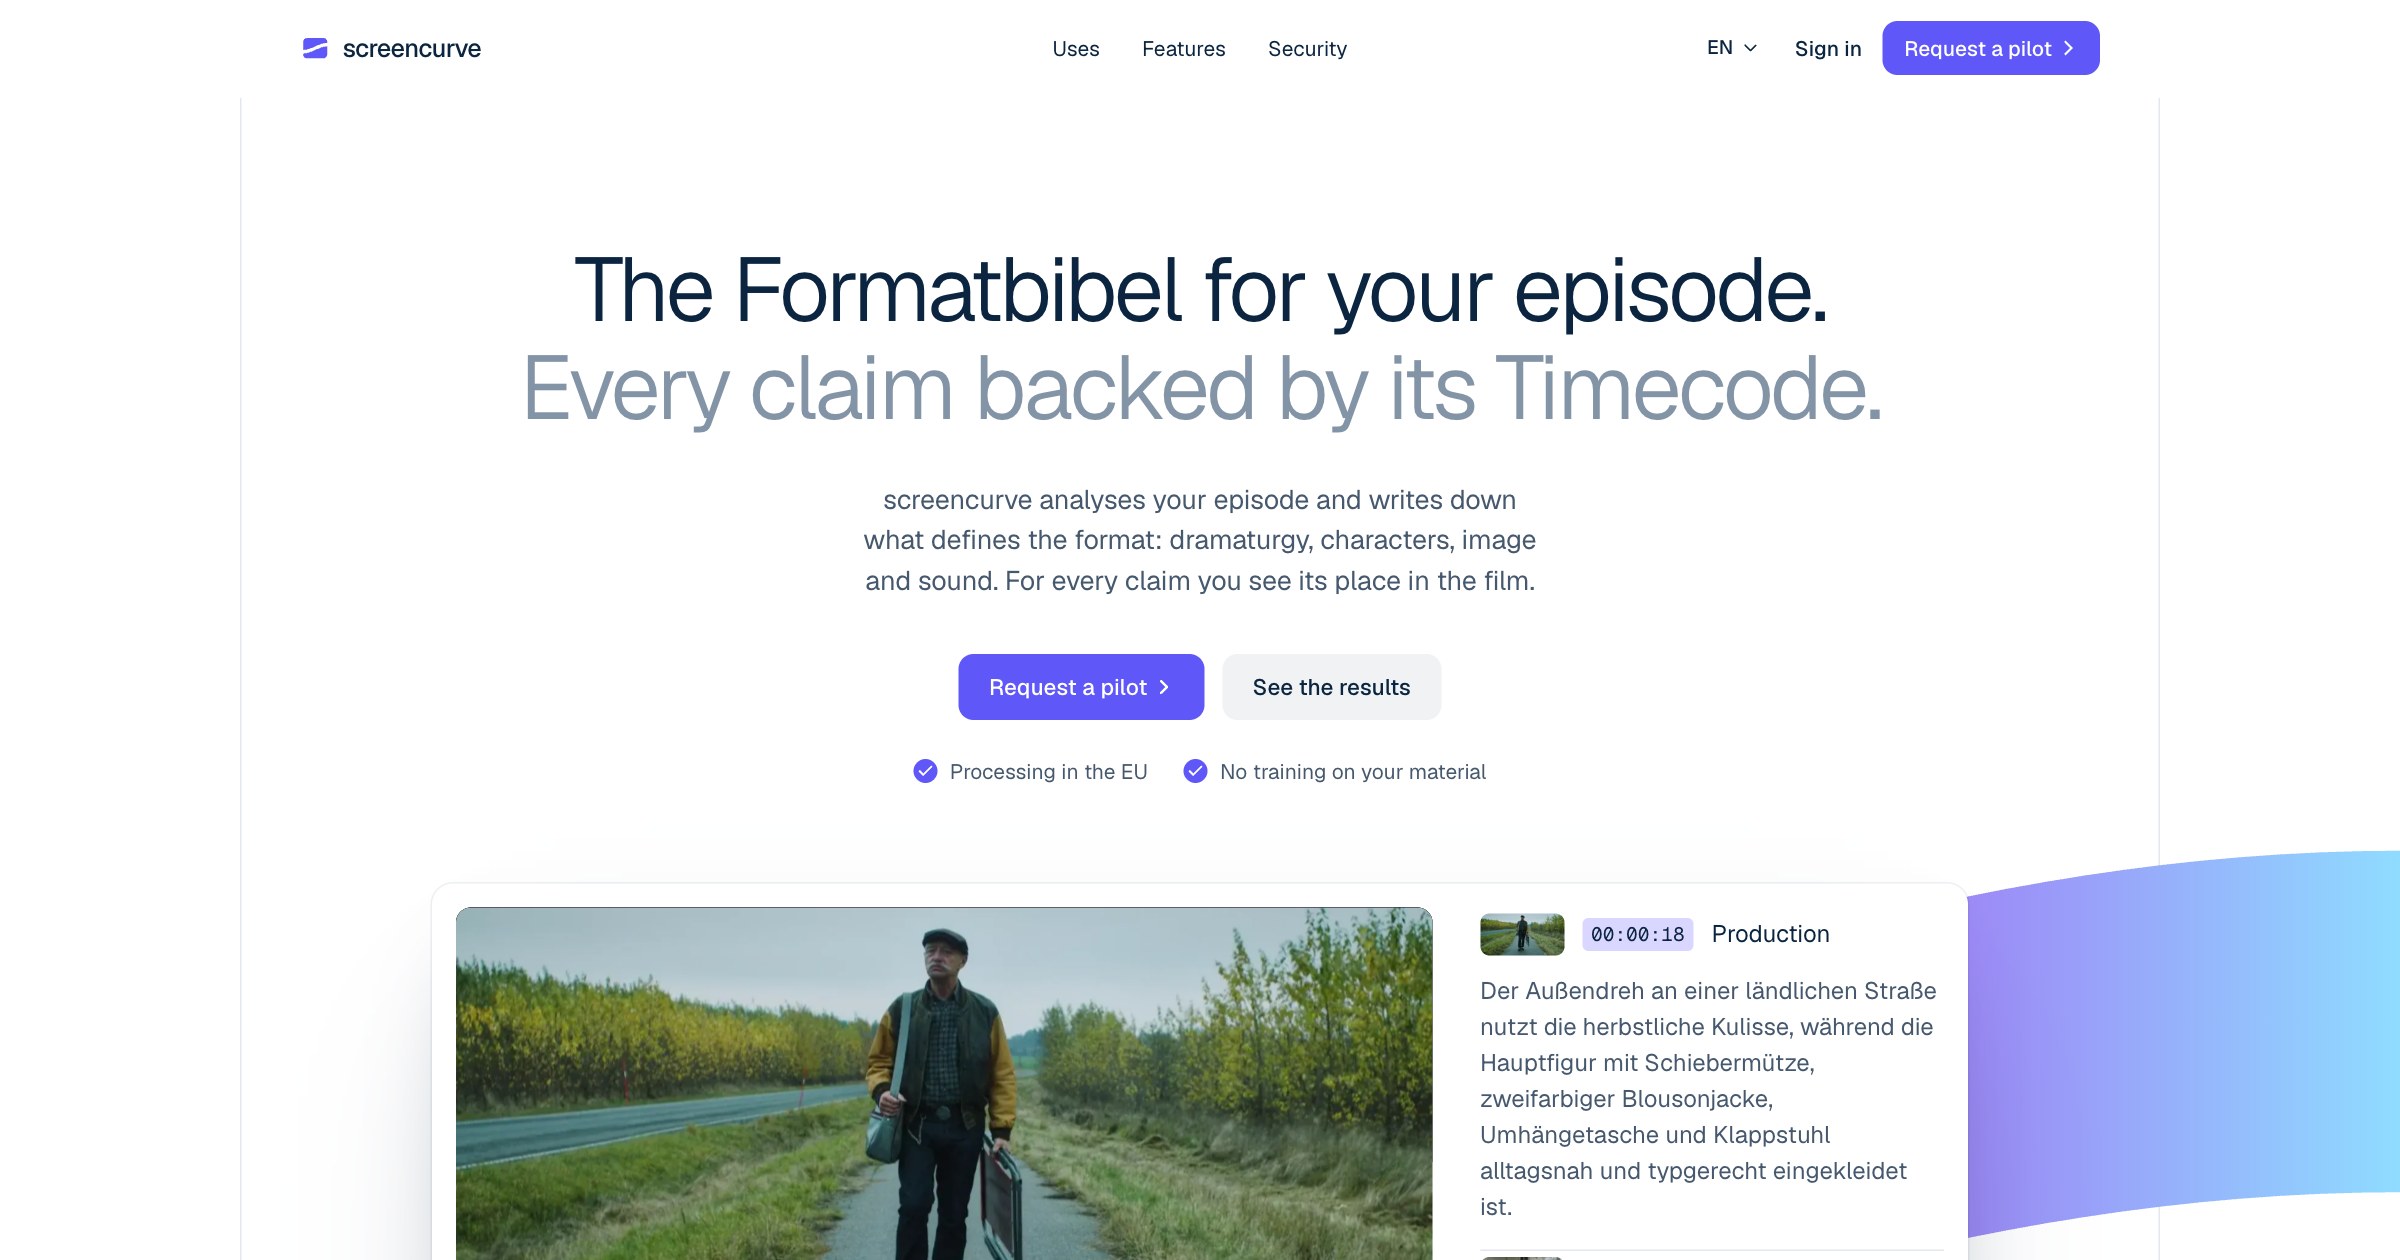 screencurve
Uses
Features
Security
EN
Sign in
Request a pilot
The Formatbibel for your episode.
Every claim backed by its Timecode.
screencurve analyses your episode and writes down
what defines the format: dramaturgy, characters, image
and sound. For every claim you see its place in the film.
Request a pilot
See the results
Processing in the EU
No training on your material
00:00:18
Production
Der Außendreh an einer ländlichen Straße
nutzt die herbstliche Kulisse, während die
Hauptfigur mit Schiebermütze,
zweifarbiger Blousonjacke,
Umhängetasche und Klappstuhl
alltagsnah und typgerecht eingekleidet
ist.